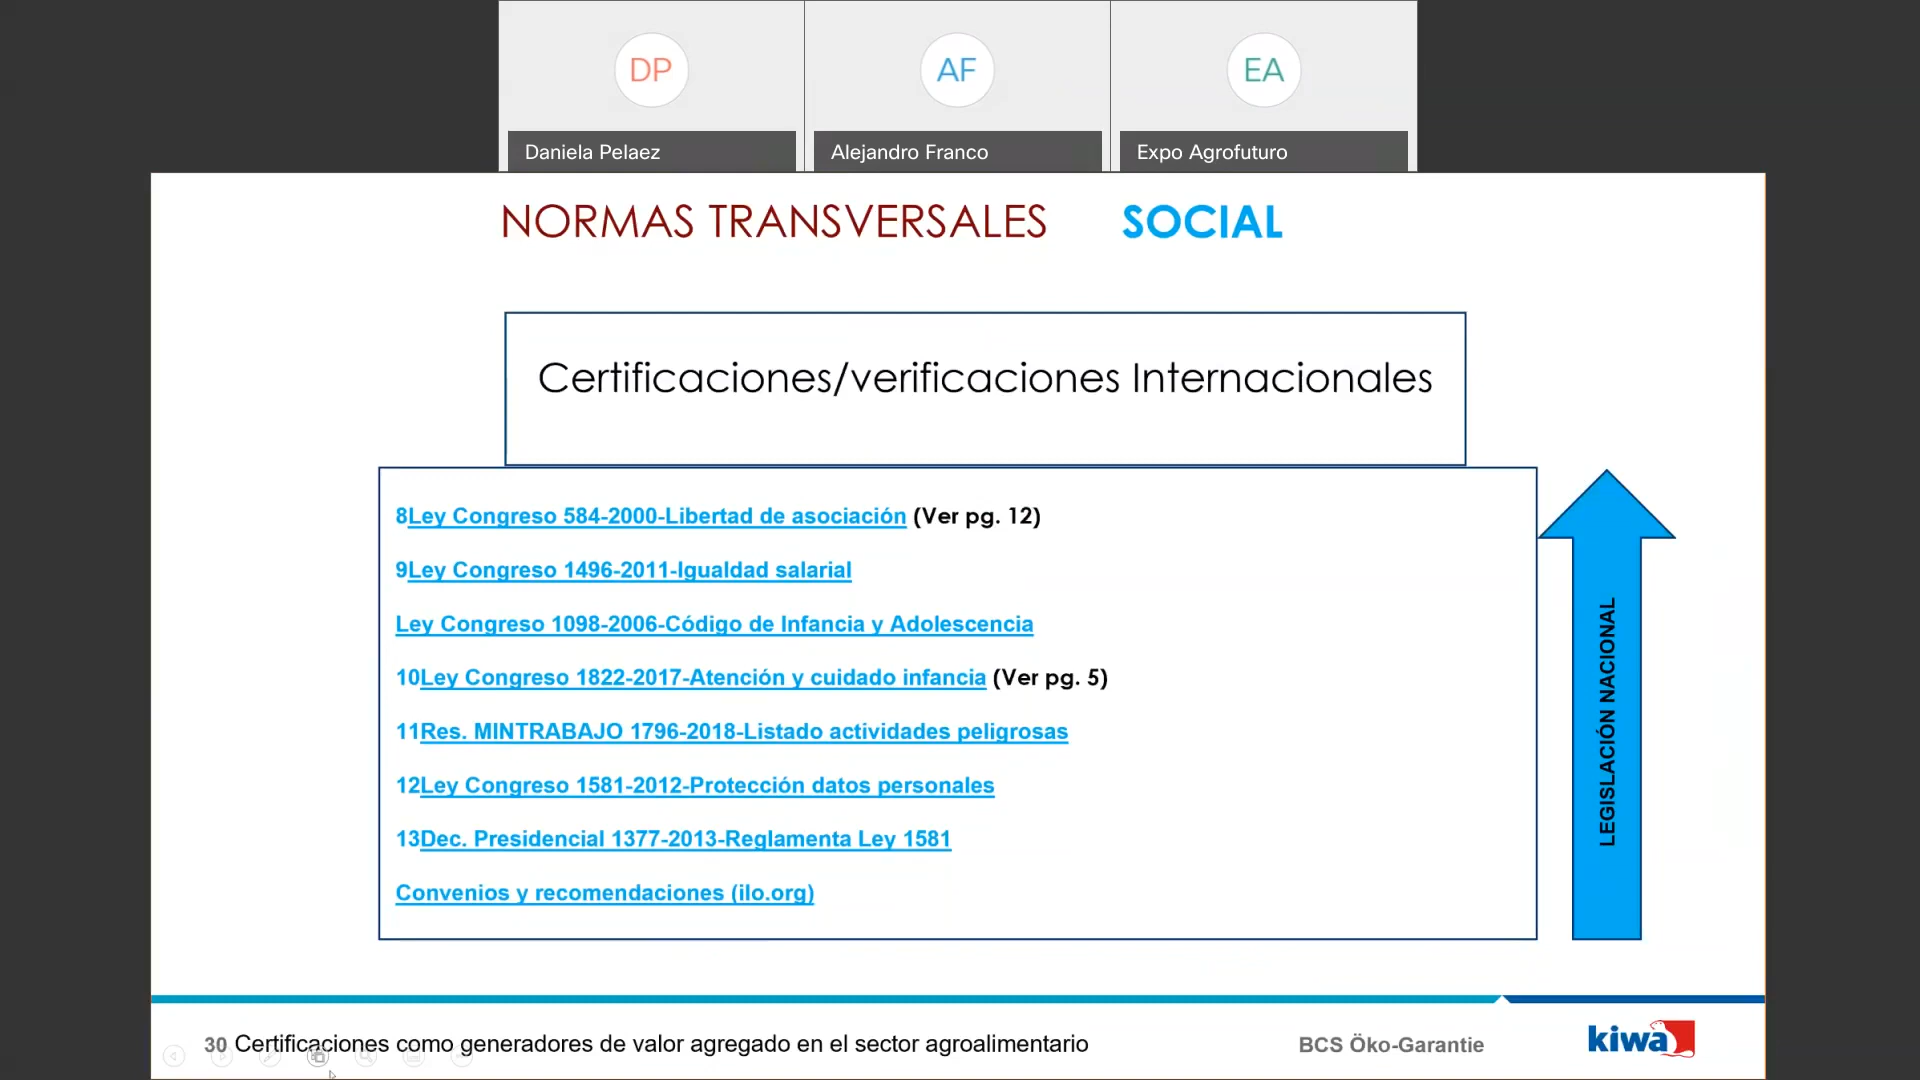 DP
AF
EA
Daniela Pelaez
Alejandro Franco
Expo Agrofuturo
NORMAS TRANSVERSALES SOCIAL
Certificaciones/verificaciones Internacionales
8Ley Congreso 584-2000-Libertad de asociación (Ver pg. 12)
9Ley Congreso 1496-2011-Igualdad salarial
Ley Congreso 1098-2006-Código de Infancia y Adolescencia
10Ley Congreso 1822-2017-Atención y cuidado infancia (Ver pg. 5)
11Res. MINTRABAJO 1796-2018-Listado actividades peligrosas
12Ley Congreso 1581-2012-Protección datos personales
13Dec. Presidencial 1377-2013-Reglamenta Ley 1581
Convenios y recomendaciones (ilo.org)
LEGISLACIÓN NACIONAL
30 Certificaciones como generadores de valor agregado en el sector agroalimentario
BCS Öko-Garantie
kiwa